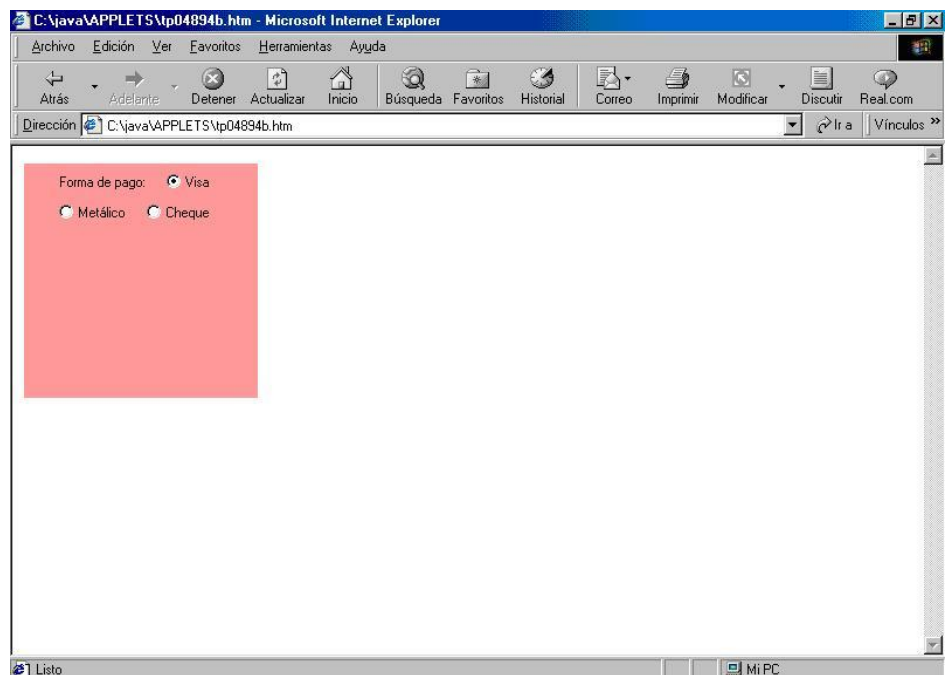 C:\java\APPLETS\tp04894b.htm - Microsoft Internet Explorer
Archivo Edición Ver Favoritos Herramientas Ayuda
Atrás Adelante Detener Actualizar Inicio Búsqueda Favoritos Historial Correo Imprimir Modificar Discutir Real.com
Dirección C:\java\APPLETS\tp04894b.htm Ir a Vínculos »
Forma de pago: Visa
Metálico Cheque
Listo Mi PC